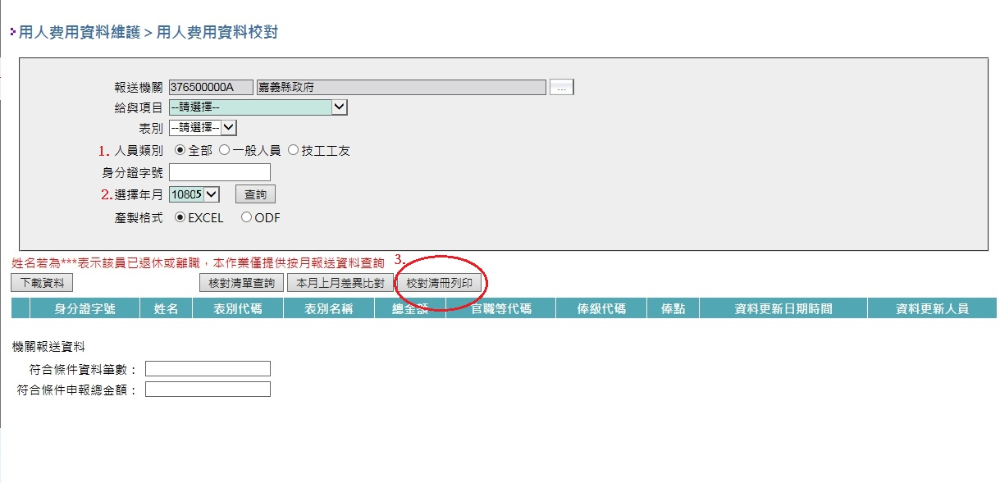 用人費用資料維護 > 用人費用資料校對
報送機關 376500000A 嘉義縣政府 ...
給與項目 --請選擇--
表別 --請選擇--
1. 人員類別 全部 一般人員 技工工友
身分證字號
2. 選擇年月 10805 查詢
產製格式 EXCEL ODF
姓名若為***表示該員已退休或離職，本作業僅提供按月報送資料查詢 3.
下載資料 核對清單查詢 本月上月差異比對 校對清冊列印
身分證字號 姓名 表別代碼 表別名稱 總金額 官職等代碼 俸級代碼 俸點 資料更新日期時間 資料更新人員
機關報送資料
符合條件資料筆數：
符合條件申報總金額：